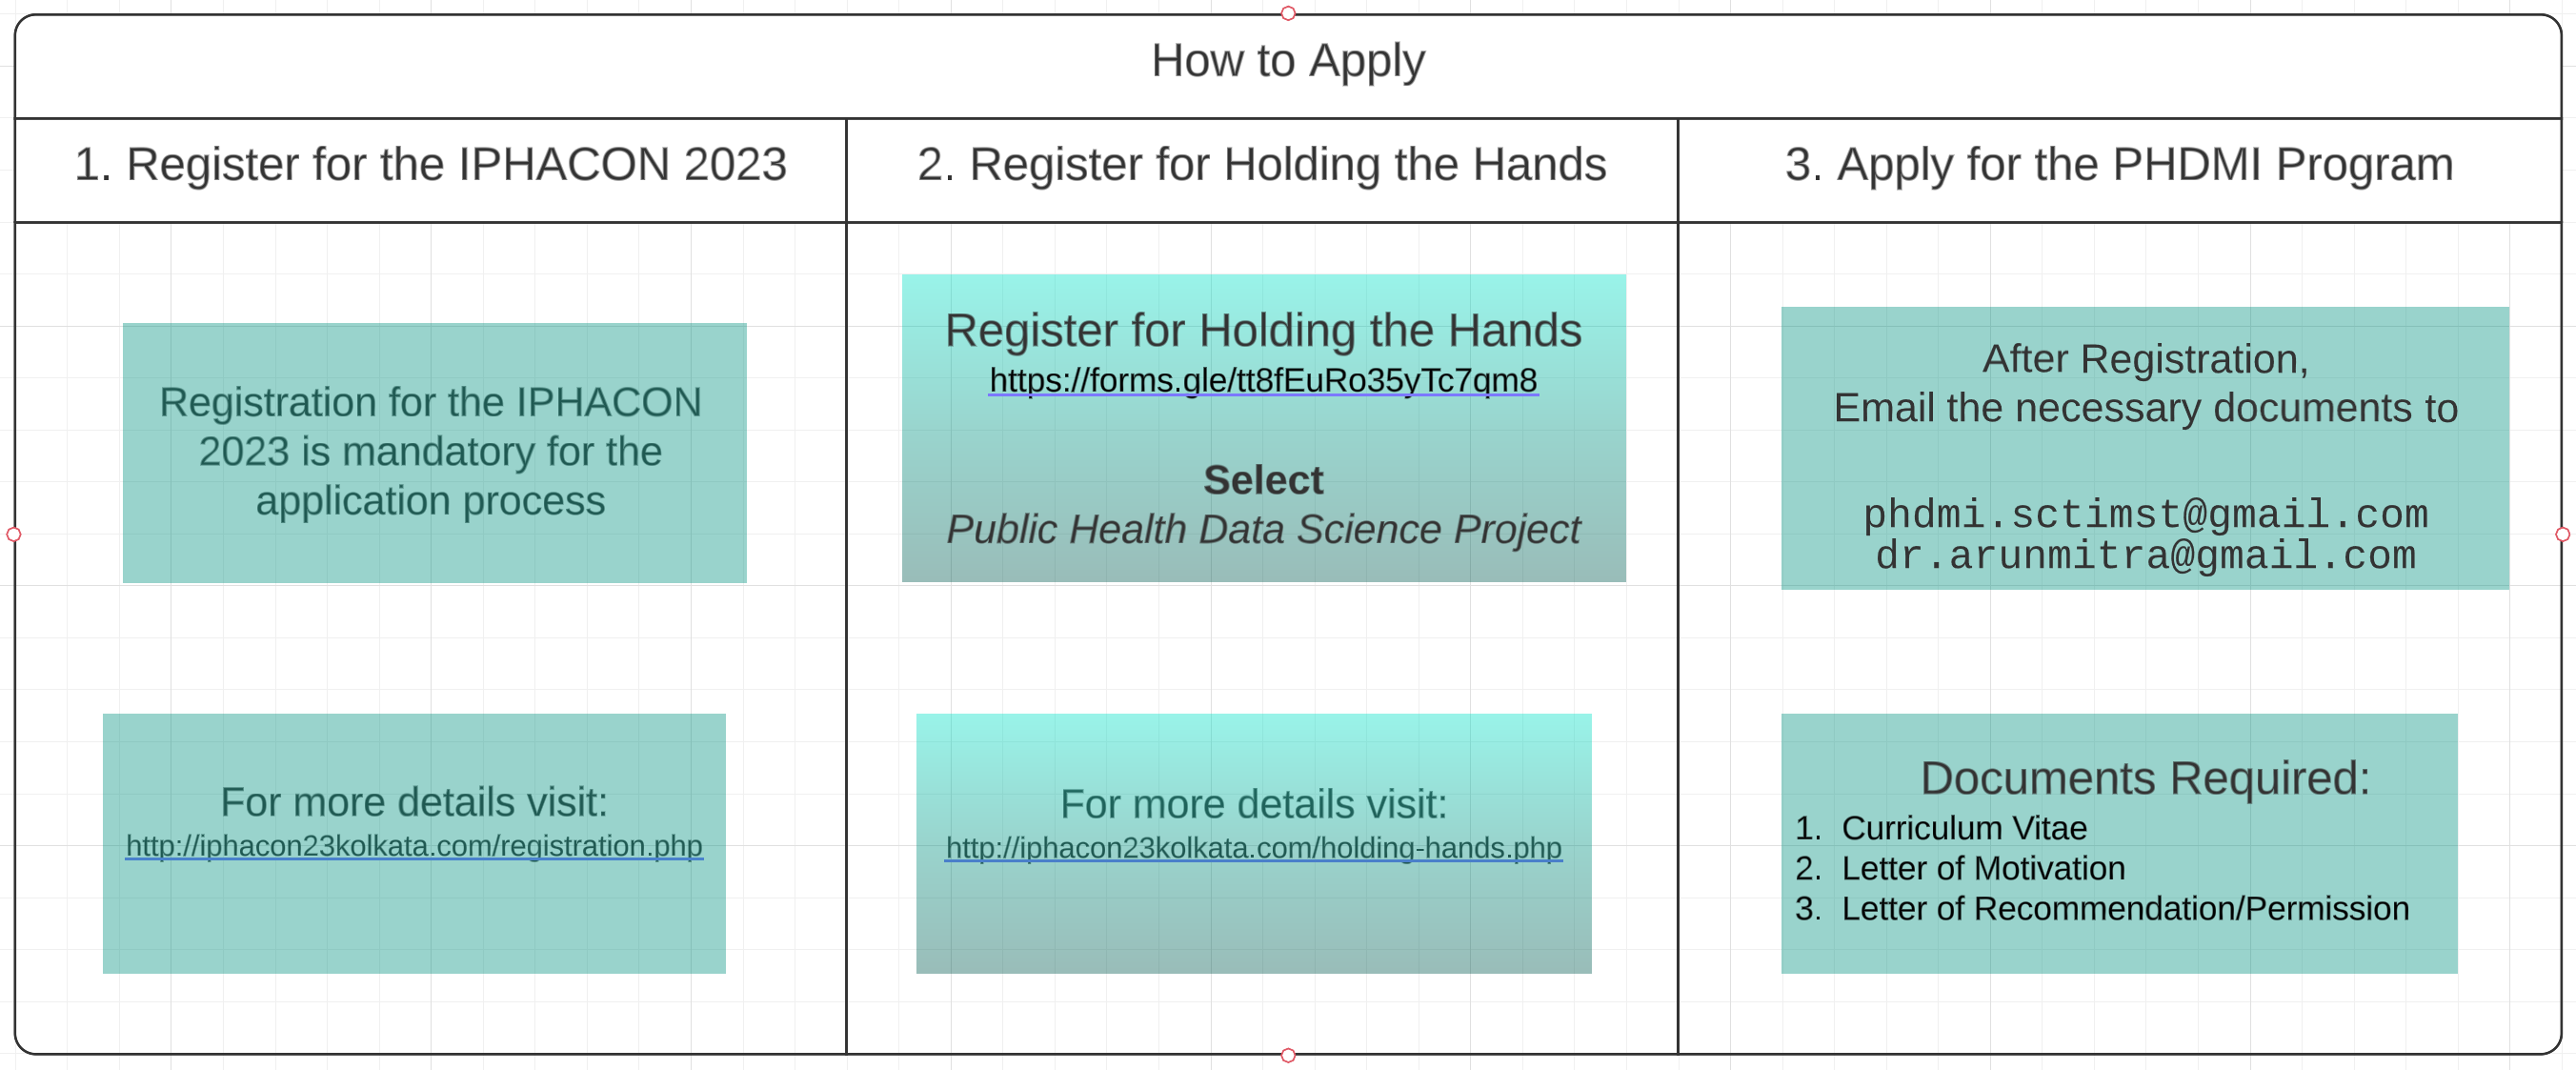 How to Apply
1. Register for the IPHACON 2023
2. Register for Holding the Hands
3. Apply for the PHDMI Program
Registration for the IPHACON
2023 is mandatory for the
application process
For more details visit:
http://iphacon23kolkata.com/registration.php
Register for Holding the Hands
https://forms.gle/tt8fEuRo35yTc7qm8
Select
Public Health Data Science Project
For more details visit:
http://iphacon23kolkata.com/holding-hands.php
After Registration,
Email the necessary documents to
phdmi.sctimst@gmail.com
dr.arunmitra@gmail.com
Documents Required:
1. Curriculum Vitae
2. Letter of Motivation
3. Letter of Recommendation/Permission